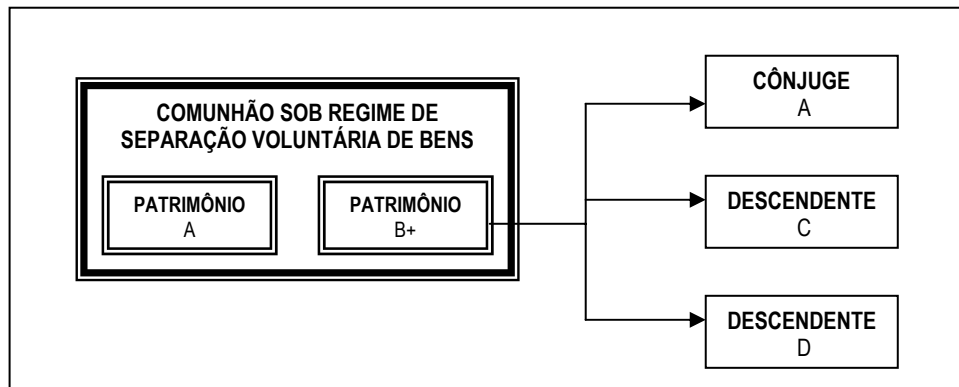 COMUNHÃO SOB REGIME DE
SEPARAÇÃO VOLUNTÁRIA DE BENS
PATRIMÔNIO
A
PATRIMÔNIO
B+
CÔNJUGE
A
DESCENDENTE
C
DESCENDENTE
D